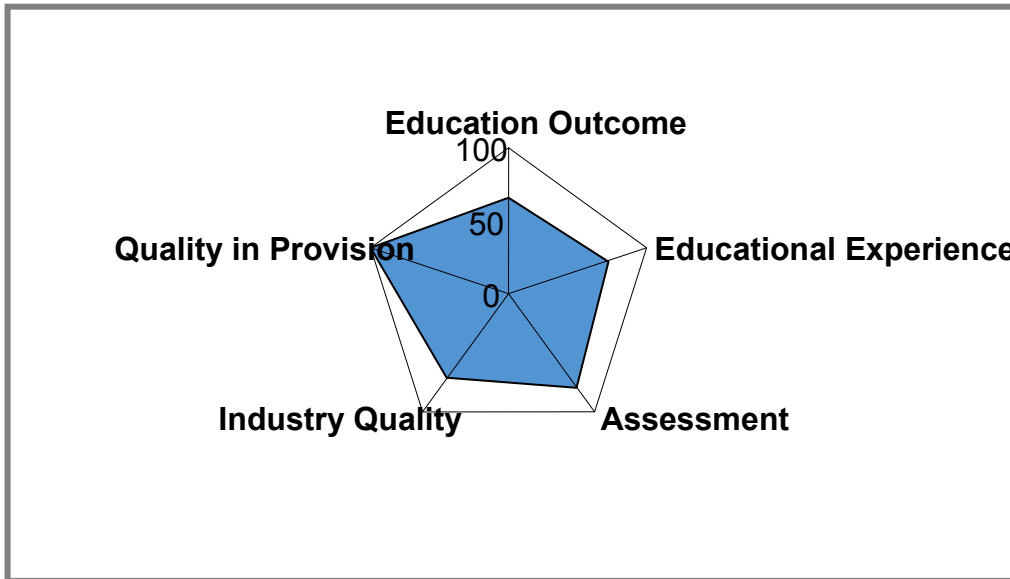 Education Outcome
100
50
0
Quality in Provision
Educational Experience
Industry Quality
Assessment